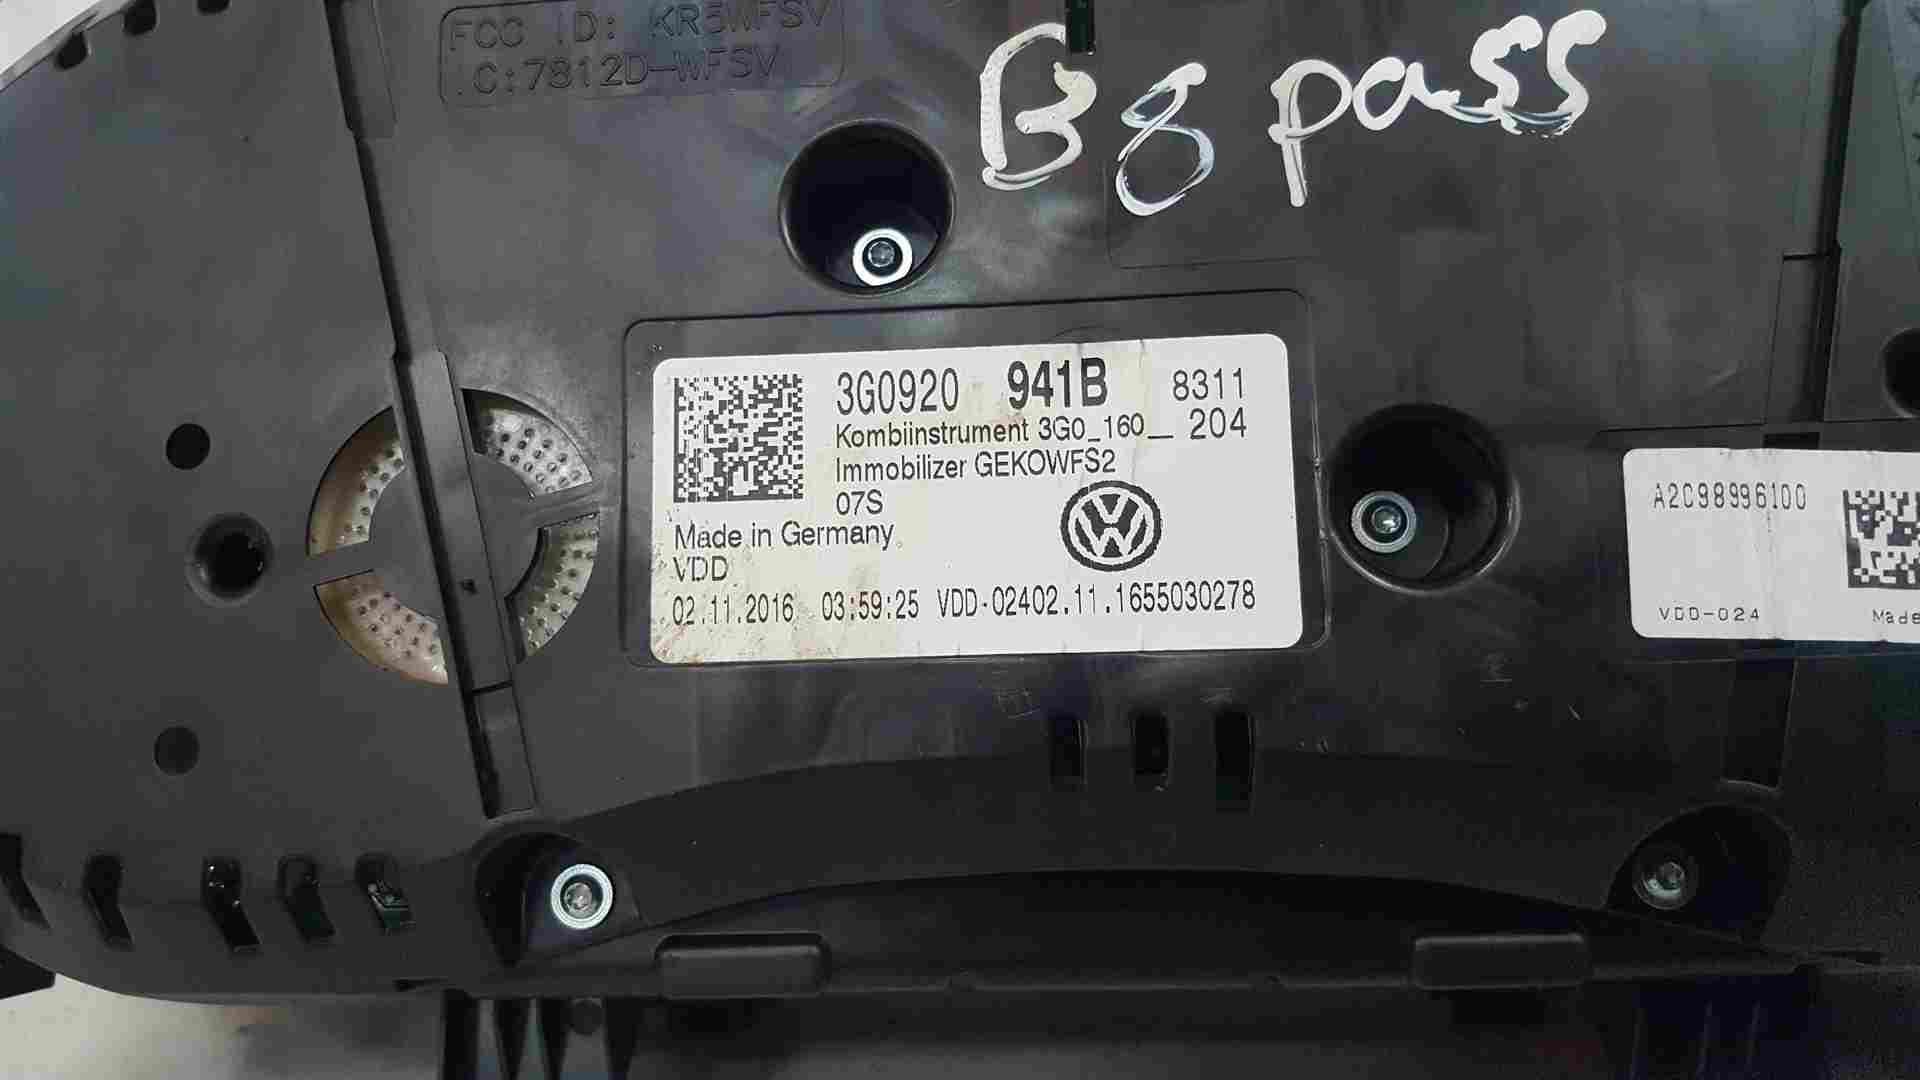 FCC ID: KR5WFSV
IC:7812D-WFSV
B8 pass
3G0920 941B 8311
Kombiinstrument 3G0_160_ 204
Immobilizer GEKOWFS2
07S
Made in Germany
VDD
02.11.2016 03:59:25 VDD-02402.11.1655030278
A2C98996100
VDD-024
Made